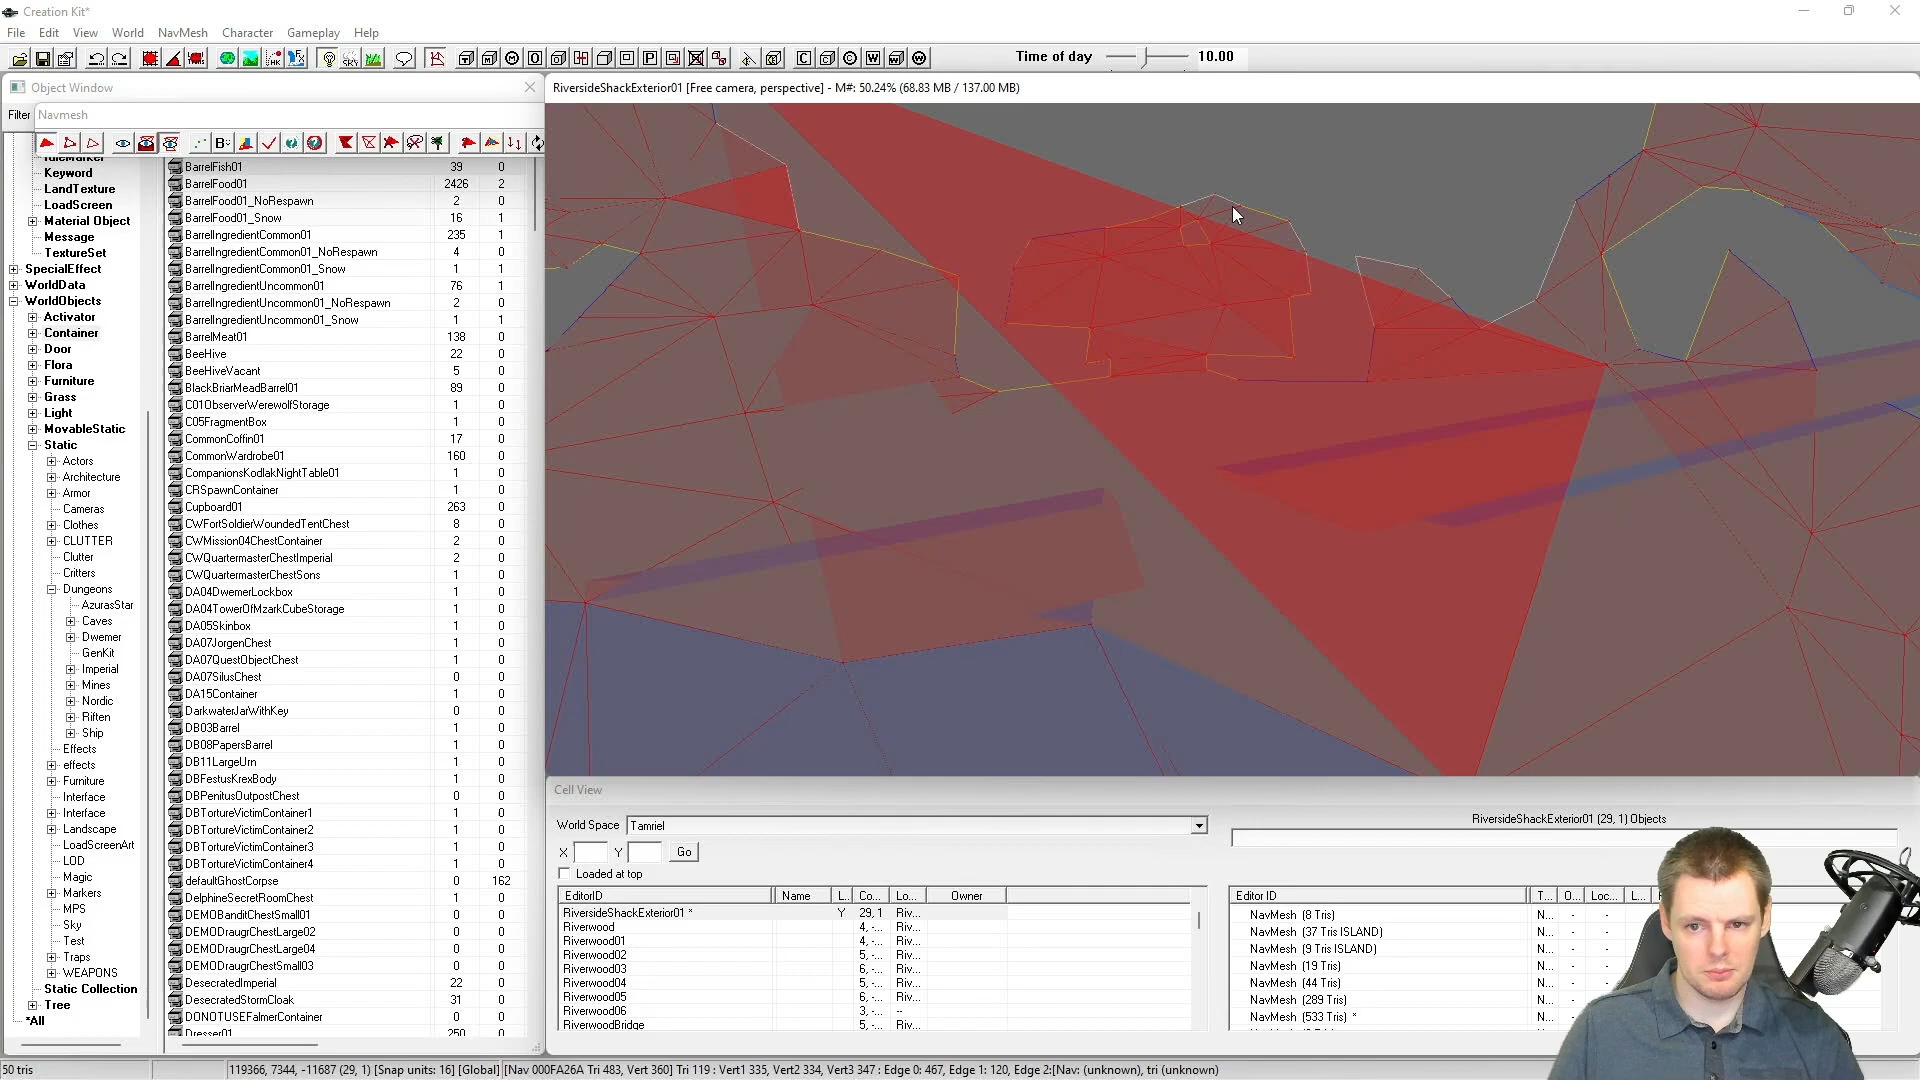 Creation Kit*
File Edit View World NavMesh Character Gameplay Help
Time of day 10.00
Object Window
Filter Navmesh
Keyword
LandTexture
LoadScreen
Material Object
Message
TextureSet
SpecialEffect
WorldData
WorldObjects
Activator
Container
Door
Flora
Furniture
Grass
Light
MovableStatic
Static
Actors
Architecture
Armor
Cameras
Clothes
CLUTTER
Clutter
Critters
Dungeons
AzurasStar
Caves
Dwemer
GenKit
Imperial
Mines
Nordic
Riften
Ship
Effects
effects
Furniture
Interface
Interface
Landscape
LoadScreenArt
LOD
Magic
Markers
MPS
Sky
Test
Traps
WEAPONS
Static Collection
Tree
*All
BarrelFish01 39 0
BarrelFood01 2426 2
BarrelFood01_NoRespawn 2 0
BarrelFood01_Snow 16 1
BarrelIngredientCommon01 235 1
BarrelIngredientCommon01_NoRespawn 4 0
BarrelIngredientCommon01_Snow 1 1
BarrelIngredientUncommon01 76 1
BarrelIngredientUncommon01_NoRespawn 2 0
BarrelIngredientUncommon01_Snow 1 1
BarrelMeat01 138 0
BeeHive 22 0
BeeHiveVacant 5 0
BlackBriarMeadBarrel01 89 0
C01ObserverWerewolfStorage 1 0
C05FragmentBox 1 0
CommonCoffin01 17 0
CommonWardrobe01 160 0
CompanionsKodlakNightTable01 1 0
CRSpawnContainer 1 0
Cupboard01 263 0
CWFortSoldierWoundedTentChest 8 0
CWMission04ChestContainer 2 0
CWQuartermasterChestImperial 2 0
CWQuartermasterChestSons 1 0
DA04DwemerLockbox 1 0
DA04TowerOfMzarkCubeStorage 1 0
DA05Skinbox 1 0
DA07JorgenChest 1 0
DA07QuestObjectChest 1 0
DA07SilusChest 0 0
DA15Container 1 0
DarkwaterJarWithKey 0 0
DB03Barrel 1 0
DB08PapersBarrel 1 0
DB11LargeUrn 1 0
DBFestusKrexBody 1 0
DBPenitusOutpostChest 0 0
DBTortureVictimContainer1 1 0
DBTortureVictimContainer2 1 0
DBTortureVictimContainer3 1 0
DBTortureVictimContainer4 1 0
defaultGhostCorpse 0 162
DelphineSecretRoomChest 1 0
DEMOBanditChestSmall01 0 0
DEMODraugrChestLarge02 0 0
DEMODraugrChestLarge04 0 0
DEMODraugrChestSmall03 0 0
DesecratedImperial 22 0
DesecratedStormCloak 31 0
DONOTUSEFalmerContainer 0 0
Dresser01 250 0
RiversideShackExterior01 [Free camera, perspective] - M#: 50.24% (68.83 MB / 137.00 MB)
Cell View
World Space Tamriel
X Y Go
Loaded at top
EditorID Name L.. Co... Lo... Owner
RiversideShackExterior01 * Y 29, 1 Riv...
Riverwood 4, -... Riv...
Riverwood01 4, -... Riv...
Riverwood02 5, -... Riv...
Riverwood03 6, -... Riv...
Riverwood04 5, -... Riv...
Riverwood05 6, -... Riv...
Riverwood06 3, -... --
RiverwoodBridge 5, -... Riv...
RiversideShackExterior01 (29, 1) Objects
Editor ID T... O... Loc... L...
NavMesh (8 Tris) N... - -
NavMesh (37 Tris ISLAND) N... - -
NavMesh (9 Tris ISLAND) N... - -
NavMesh (19 Tris) N... - -
NavMesh (44 Tris) N... - -
NavMesh (289 Tris) N... - -
NavMesh (533 Tris) * N... - -
50 tris
119366, 7344, -11687 (29, 1) [Snap units: 16] [Global] [Nav 000FA26A Tri 483, Vert 360] Tri 119 : Vert1 335, Vert2 334, Vert3 347 : Edge 0: 467, Edge 1: 120, Edge 2:[Nav: (unknown), tri (unknown)